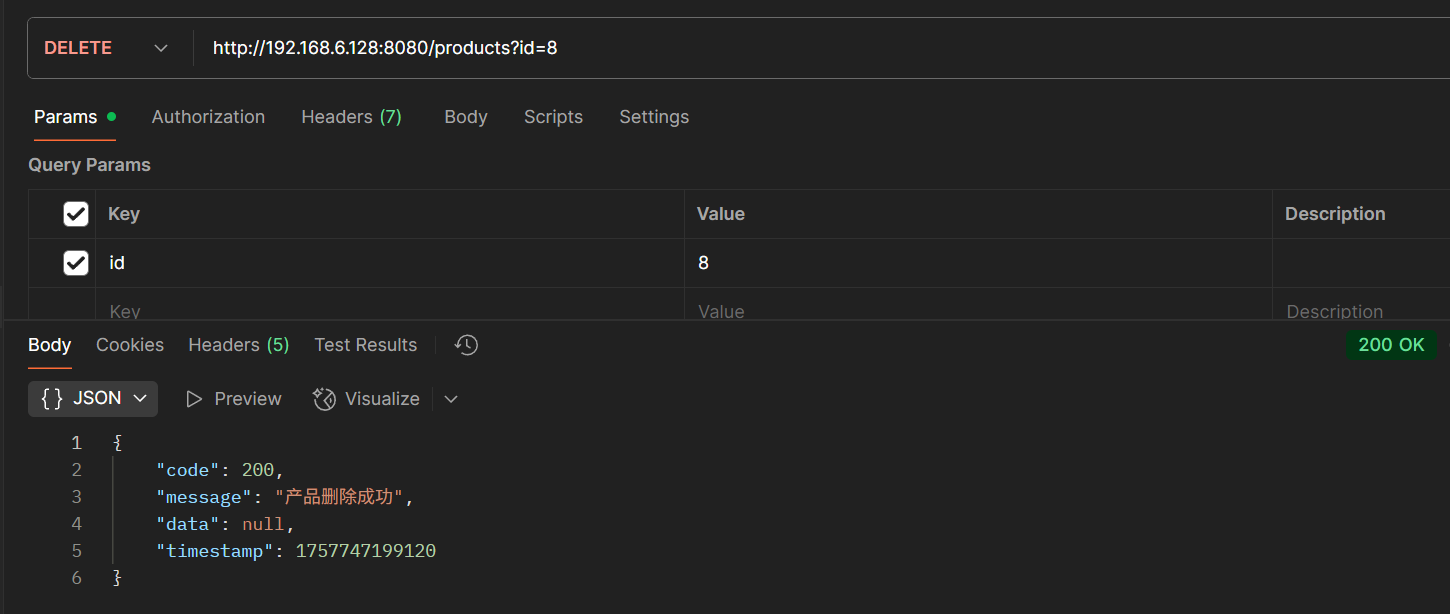 DELETE http://192.168.6.128:8080/products?id=8
Params Authorization Headers (7) Body Scripts Settings
Query Params
Key Value Description
id 8
Key Value Description
Body Cookies Headers (5) Test Results 200 OK
{} JSON Preview Visualize
1 {
2 "code": 200,
3 "message": "产品删除成功",
4 "data": null,
5 "timestamp": 1757747199120
6 }